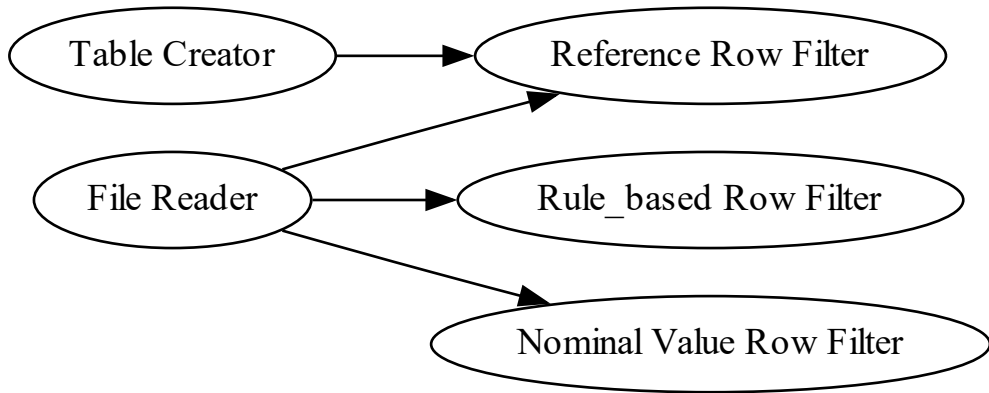 Table Creator
Reference Row Filter
File Reader
Rule_based Row Filter
Nominal Value Row Filter